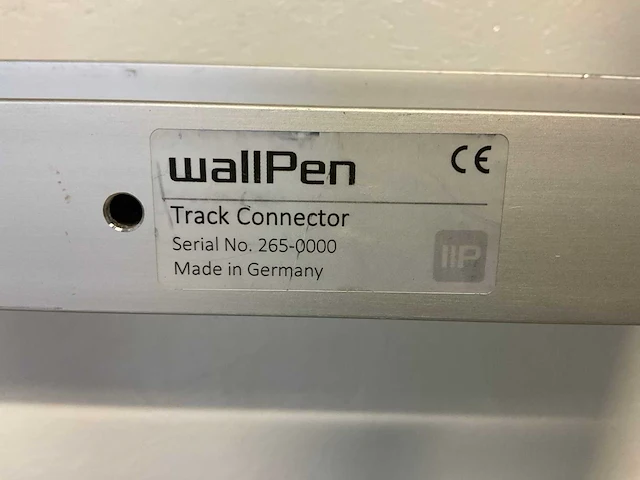 wallPen CE
Track Connector
Serial No. 265-0000
Made in Germany
IIP